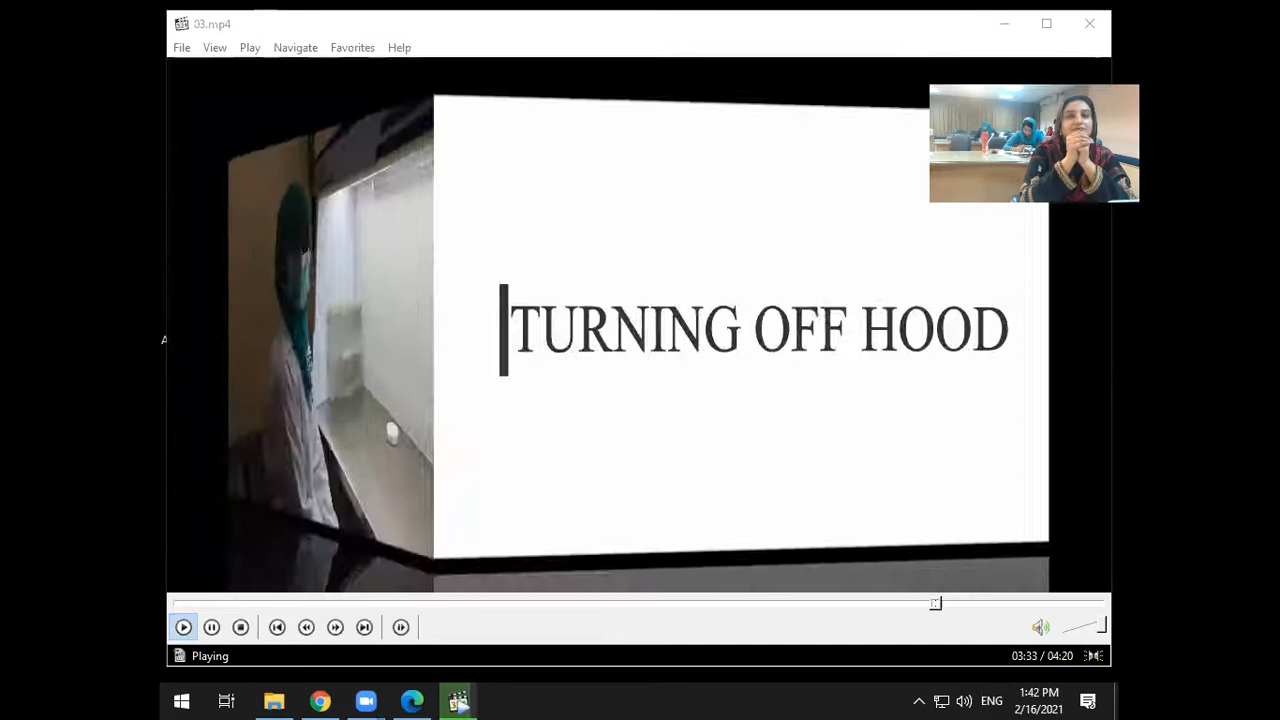 03.mp4
File View Play Navigate Favorites Help
TURNING OFF HOOD
A
Playing
03:33 / 04:20
ENG
1:42 PM
2/16/2021